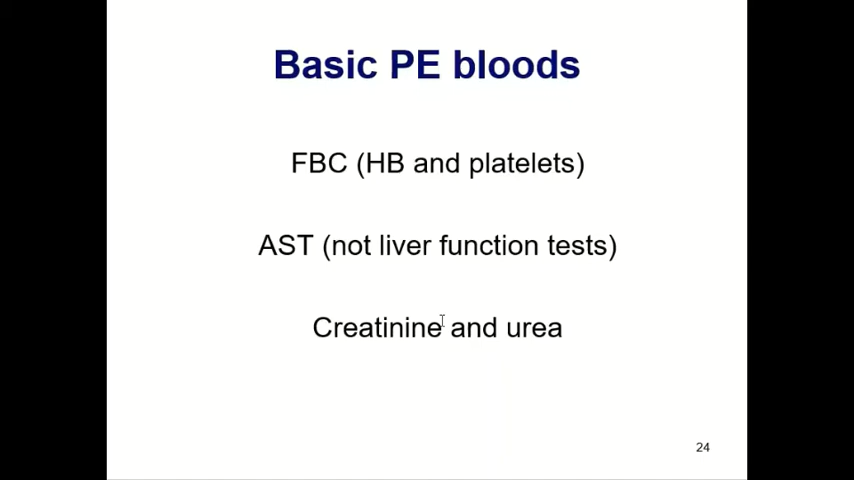 Basic PE bloods
FBC (HB and platelets)
AST (not liver function tests)
Creatinine and urea
24